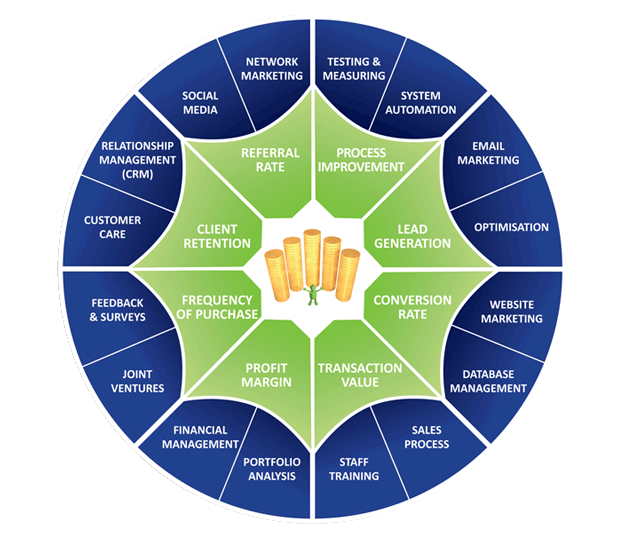 NETWORK
MARKETING
TESTING &
MEASURING
SOCIAL
MEDIA
SYSTEM
AUTOMATION
RELATIONSHIP
MANAGEMENT
(CRM)
REFERRAL
RATE
PROCESS
IMPROVEMENT
EMAIL
MARKETING
CUSTOMER
CARE
CLIENT
RETENTION
LEAD
GENERATION
OPTIMISATION
FEEDBACK
& SURVEYS
FREQUENCY
OF PURCHASE
CONVERSION
RATE
WEBSITE
MARKETING
JOINT
VENTURES
PROFIT
MARGIN
TRANSACTION
VALUE
DATABASE
MANAGEMENT
FINANCIAL
MANAGEMENT
SALES
PROCESS
PORTFOLIO
ANALYSIS
STAFF
TRAINING